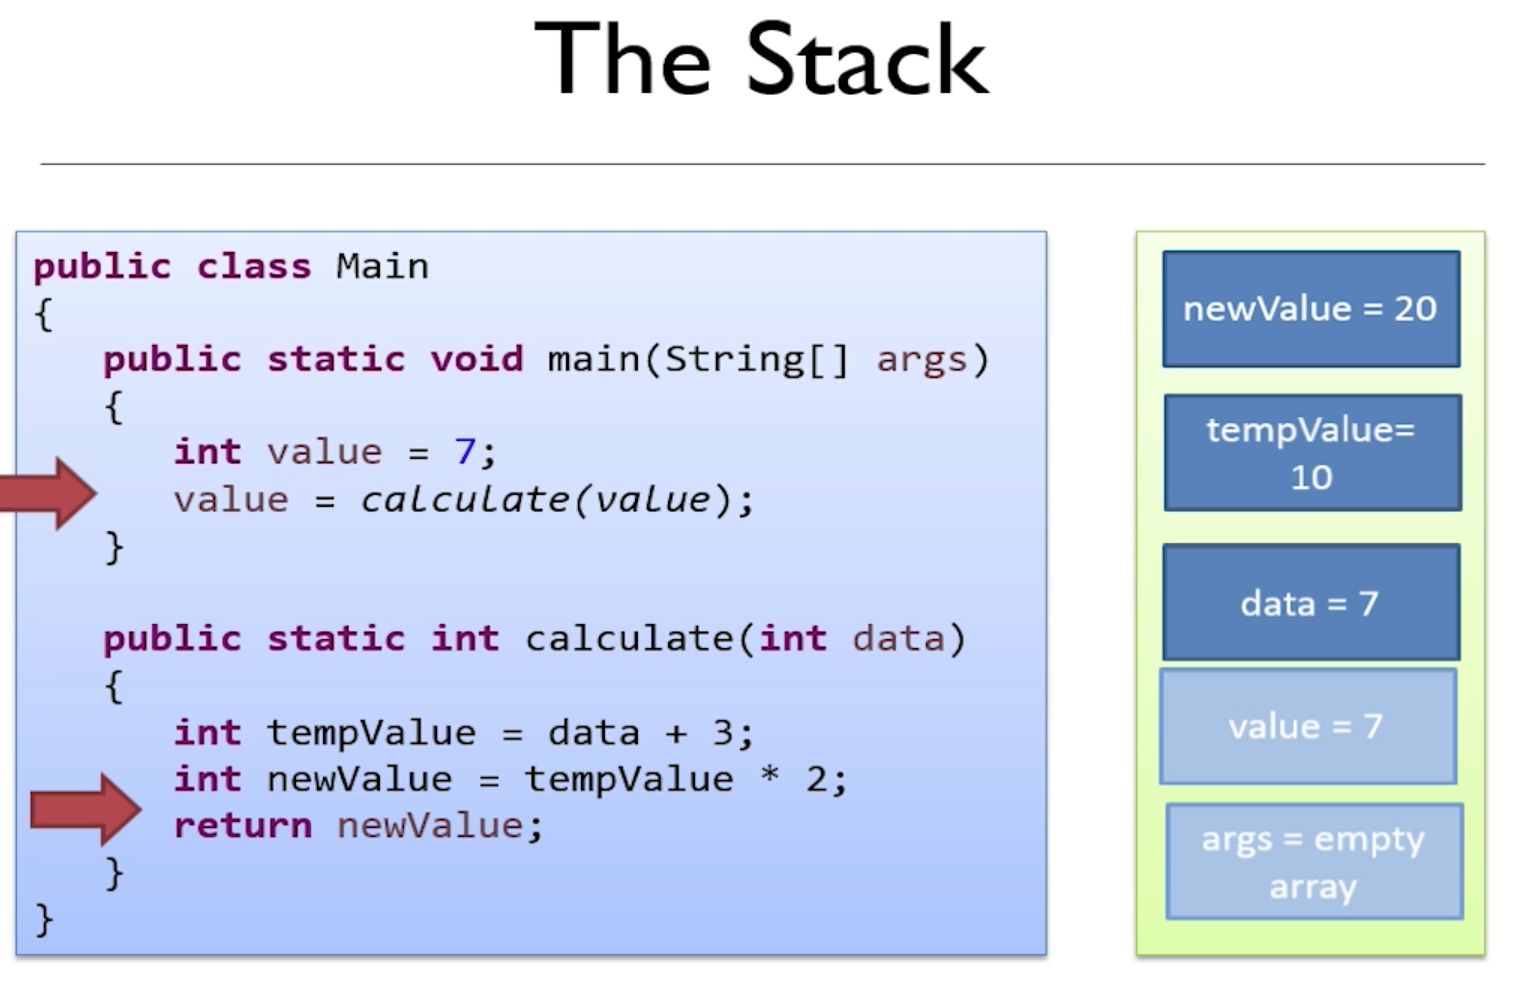 The Stack
public class Main
{
public static void main(String[] args)
{
int value = 7;
value = calculate(value);
}
public static int calculate(int data)
{
int tempValue = data + 3;
int newValue = tempValue * 2;
return newValue;
}
}
newValue = 20
tempValue=
10
data = 7
value = 7
args = empty
array